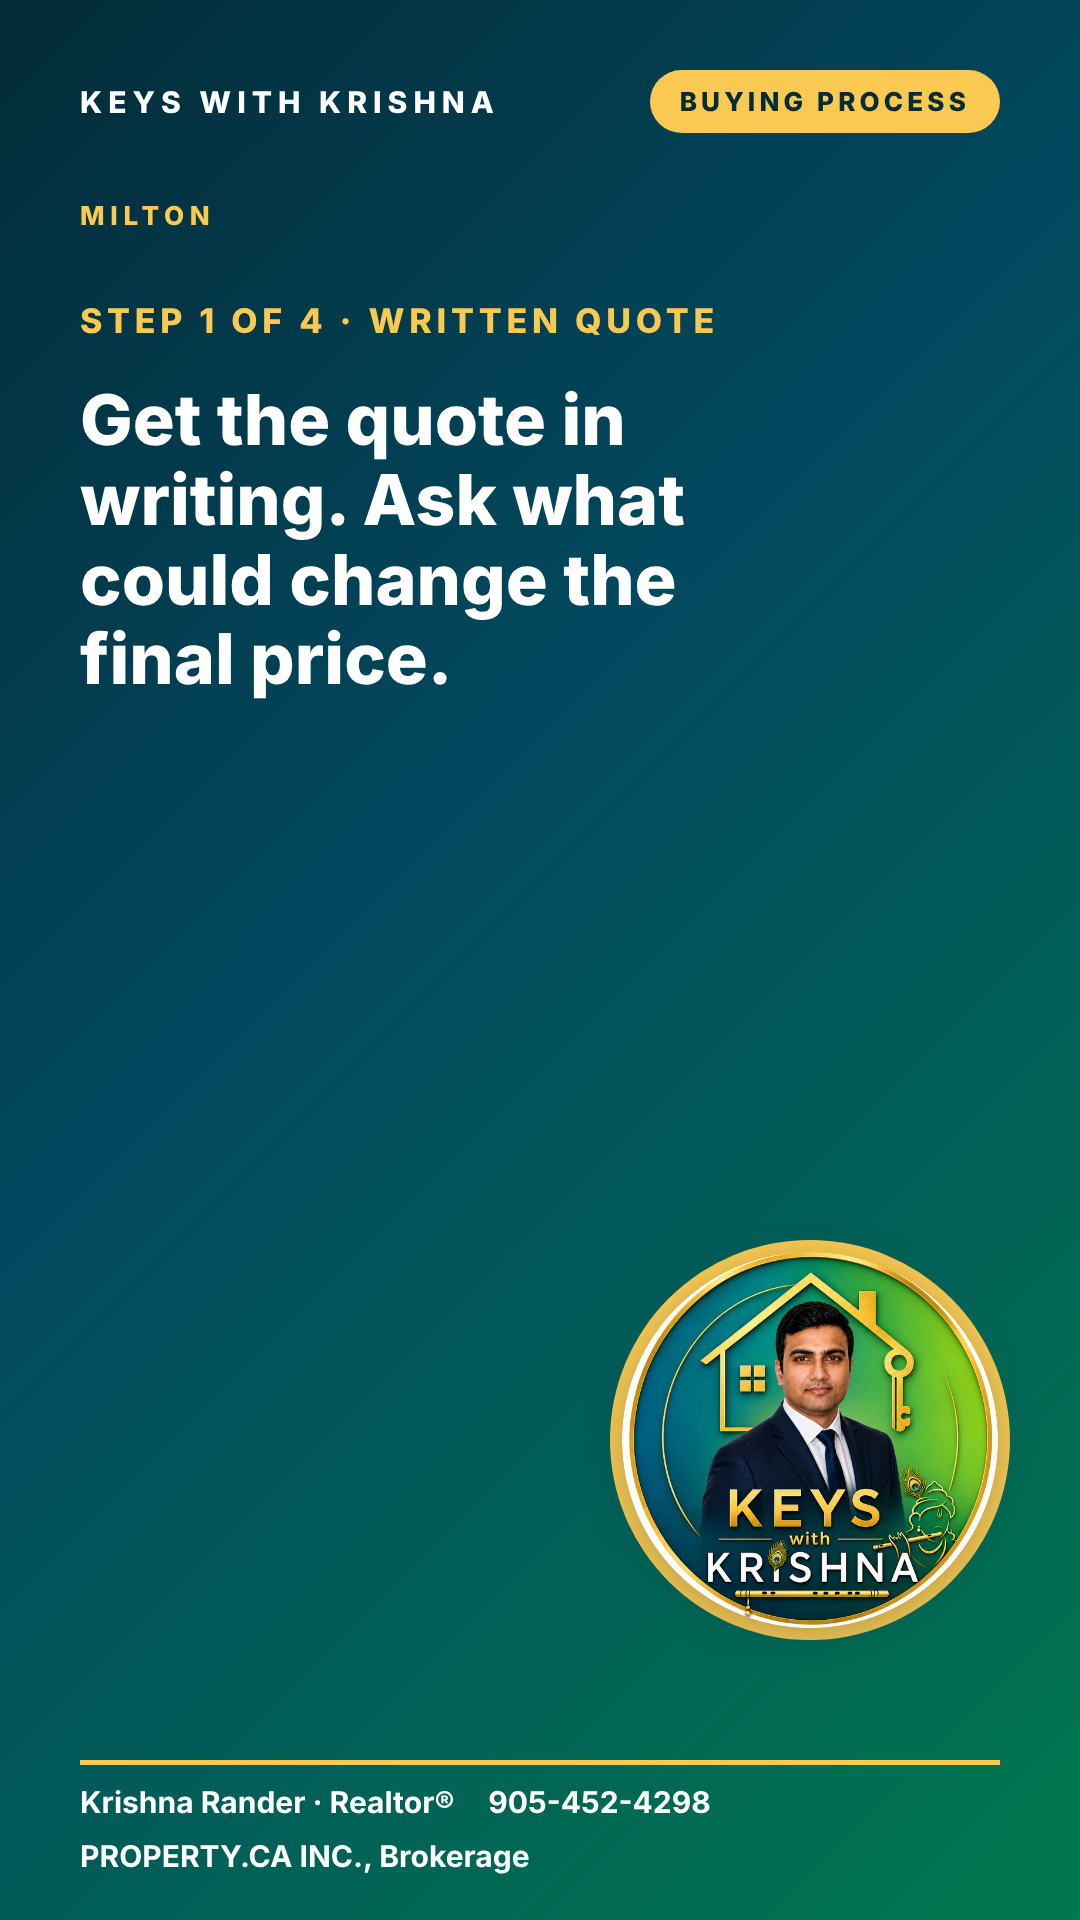 KEYS WITH KRISHNA
BUYING PROCESS
MILTON
STEP 1 OF 4 · WRITTEN QUOTE
Get the quote in
writing. Ask what
could change the
final price.
KEYS
with
KRISHNA
Krishna Rander · Realtor® 905-452-4298
PROPERTY.CA INC., Brokerage